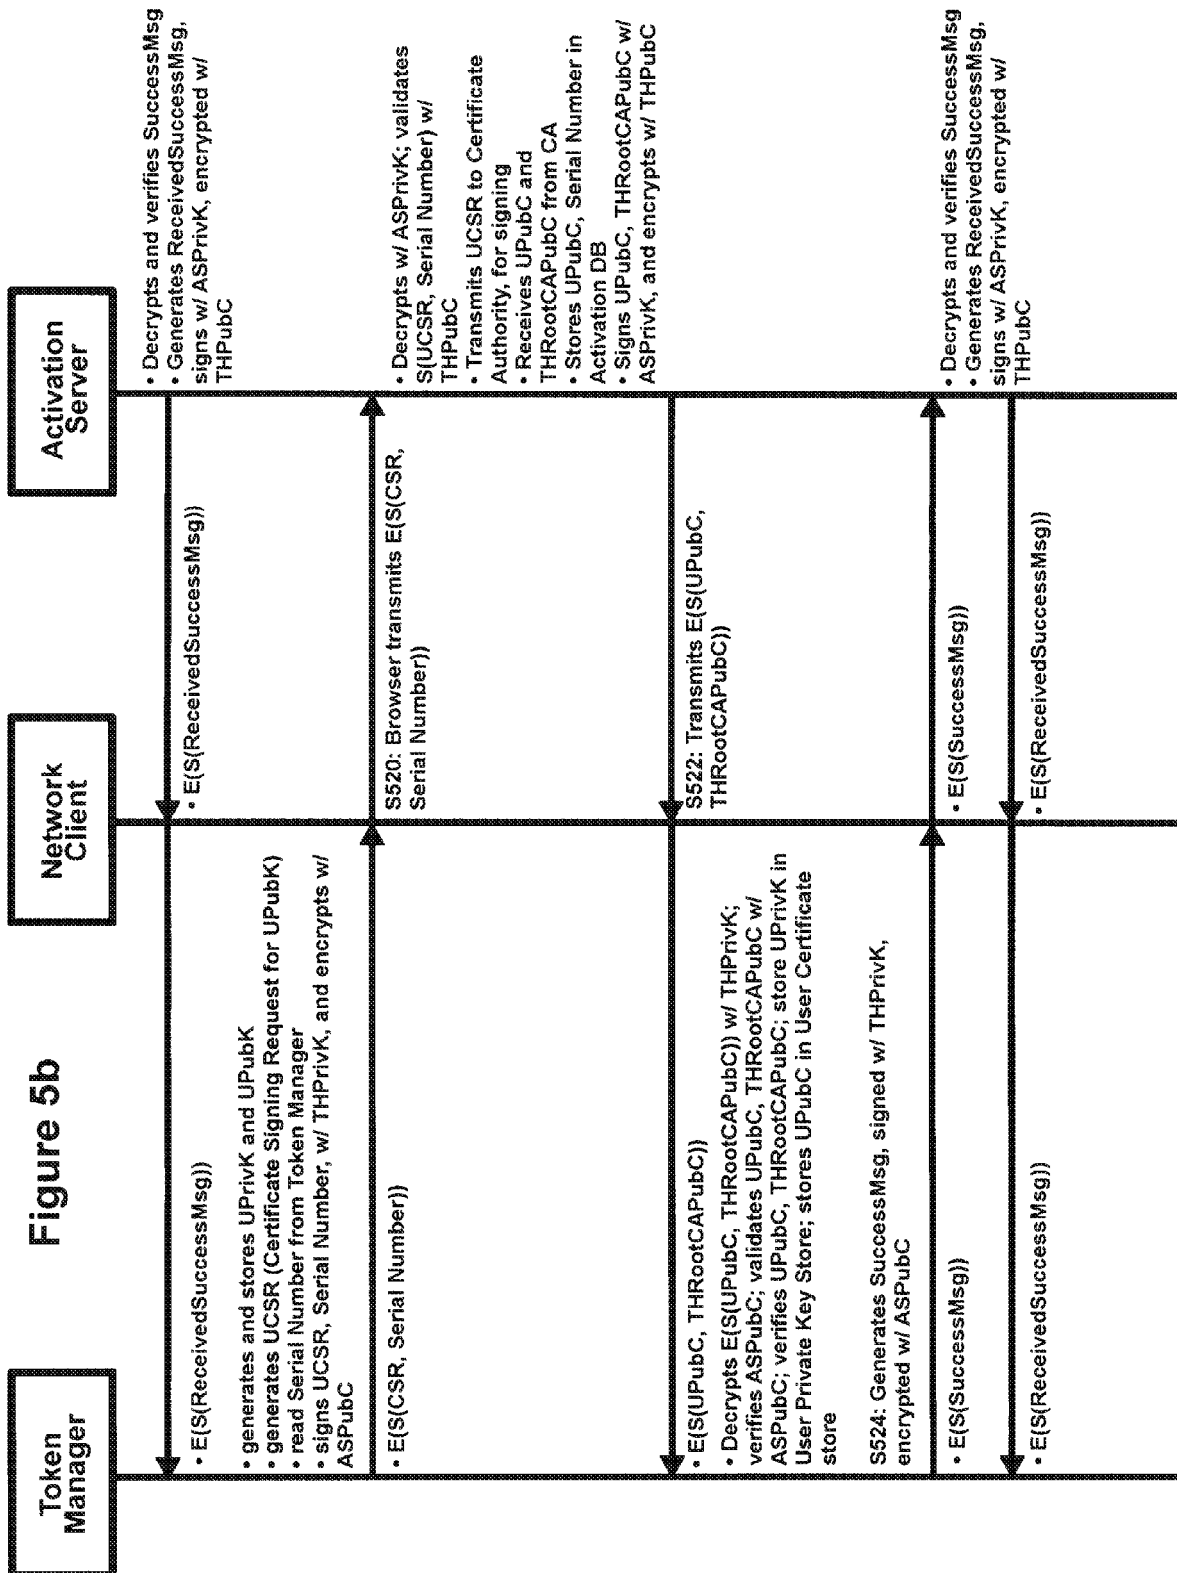 Figure 5b
Token
Manager
Network
Client
Activation
Server
• Decrypts and verifies SuccessMsg
• Generates ReceivedSuccessMsg,
signs w/ ASPrivK, encrypted w/
THPubC
• E(S(ReceivedSuccessMsg))
• E(S(ReceivedSuccessMsg))
• generates and stores UPrivK and UPubK
• generates UCSR (Certificate Signing Request for UPubK)
• read Serial Number from Token Manager
• signs UCSR, Serial Number, w/ THPrivK, and encrypts w/
ASPubC
• E(S(CSR, Serial Number))
S520: Browser transmits E(S(CSR,
Serial Number))
• Decrypts w/ ASPrivK; validates
S(UCSR, Serial Number) w/
THPubC
• Transmits UCSR to Certificate
Authority, for signing
• Receives UPubC and
THRootCAPubC from CA
• Stores UPubC, Serial Number in
Activation DB
• Signs UPubC, THRootCAPubC w/
ASPrivK, and encrypts w/ THPubC
S522: Transmits E(S(UPubC,
THRootCAPubC))
• E(S(UPubC, THRootCAPubC))
• Decrypts E(S(UPubC, THRootCAPubC)) w/ THPrivK;
verifies ASPubC; validates UPubC, THRootCAPubC w/
ASPubC; verifies UPubC, THRootCAPubC; store UPrivK in
User Private Key Store; stores UPubC in User Certificate
store
S524: Generates SuccessMsg, signed w/ THPrivK,
encrypted w/ ASPubC
• E(S(SuccessMsg))
• E(S(SuccessMsg))
• Decrypts and verifies SuccessMsg
• Generates ReceivedSuccessMsg,
signs w/ ASPrivK, encrypted w/
THPubC
• E(S(ReceivedSuccessMsg))
• E(S(ReceivedSuccessMsg))